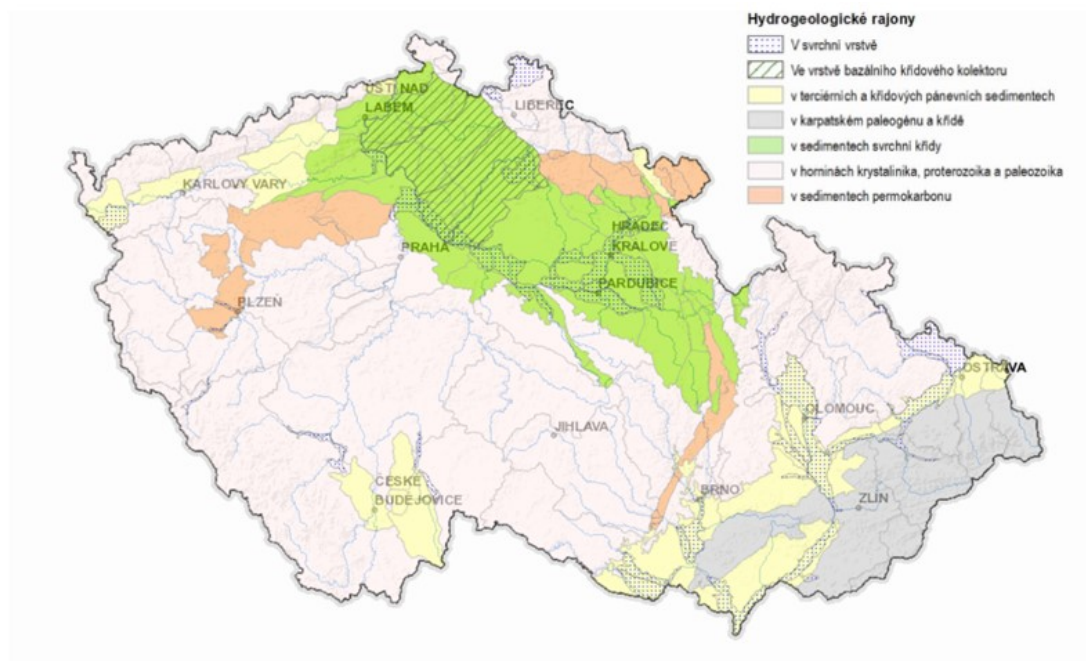 Hydrogeologické rajony
V svrchní vrstvě
Ve vrstvě bazálního křídového kolektoru
v terciérních a křídových pánevních sedimentech
v karpatském paleogénu a křídě
v sedimentech svrchní křídy
v horninách krystalinika, proterozoika a paleozoika
v sedimentech permokarbonu
ÚSTÍ NAD
LABEM
LIBEREC
KARLOVY VARY
HRADEC
KRÁLOVÉ
PRAHA
PARDUBICE
PLZEŇ
OSTRAVA
OLOMOUC
JIHLAVA
ČESKÉ
BUDĚJOVICE
BRNO
ZLÍN